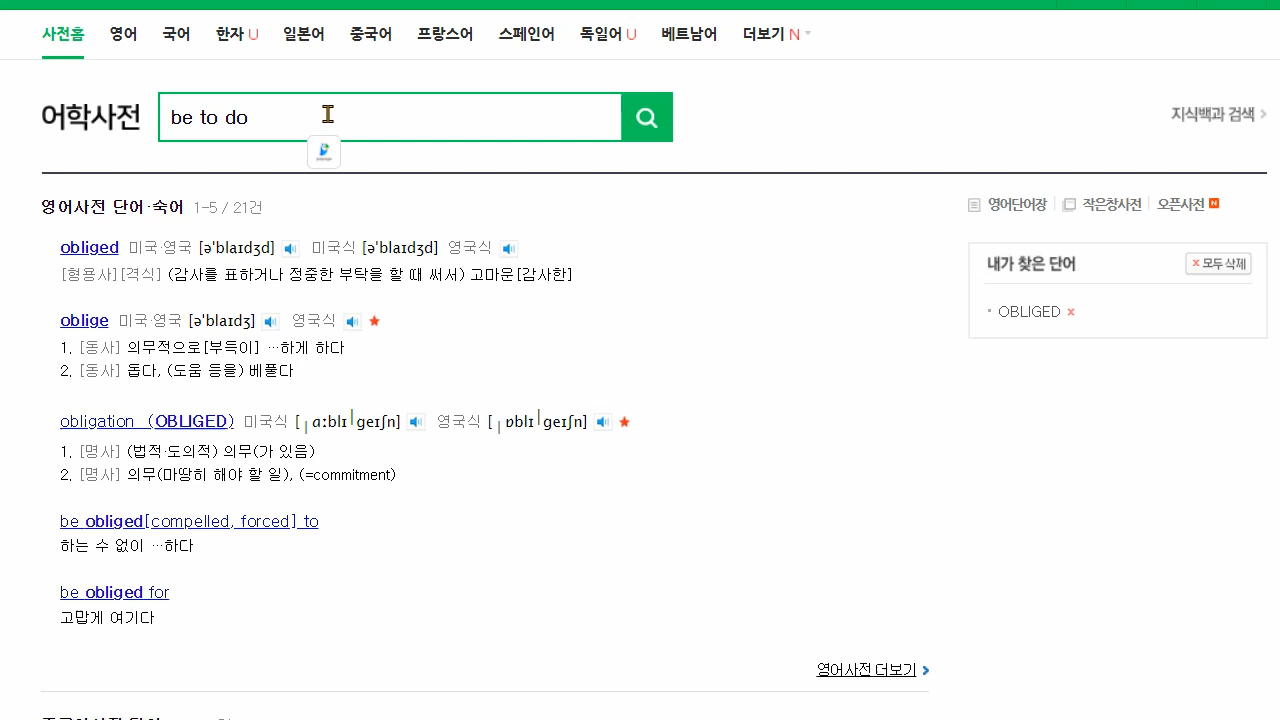 사전홈 영어 국어 한자 U 일본어 중국어 프랑스어 스페인어 독일어 U 베트남어 더보기 N
어학사전 be to do 지식백과 검색
영어사전 단어·숙어 1-5 / 21건
영어단어장 작은창사전 오픈사전 N
obliged 미국·영국 [ə'blaɪdʒd] 미국식 [ə'blaɪdʒd] 영국식
[형용사][격식] (감사를 표하거나 정중한 부탁을 할 때 써서) 고마운[감사한]
내가 찾은 단어 × 모두 삭제
OBLIGED ×
oblige 미국·영국 [ə'blaɪdʒ] 영국식
1. [동사] 의무적으로[부득이] …하게 하다
2. [동사] 돕다, (도움 등을) 베풀다
obligation (OBLIGED) 미국식 [ˌɑːblɪˈgeɪʃn] 영국식 [ˌɒblɪˈgeɪʃn]
1. [명사] (법적·도의적) 의무(가 있음)
2. [명사] 의무(마땅히 해야 할 일), (=commitment)
be obliged[compelled, forced] to
하는 수 없이 …하다
be obliged for
고맙게 여기다
영어사전 더보기